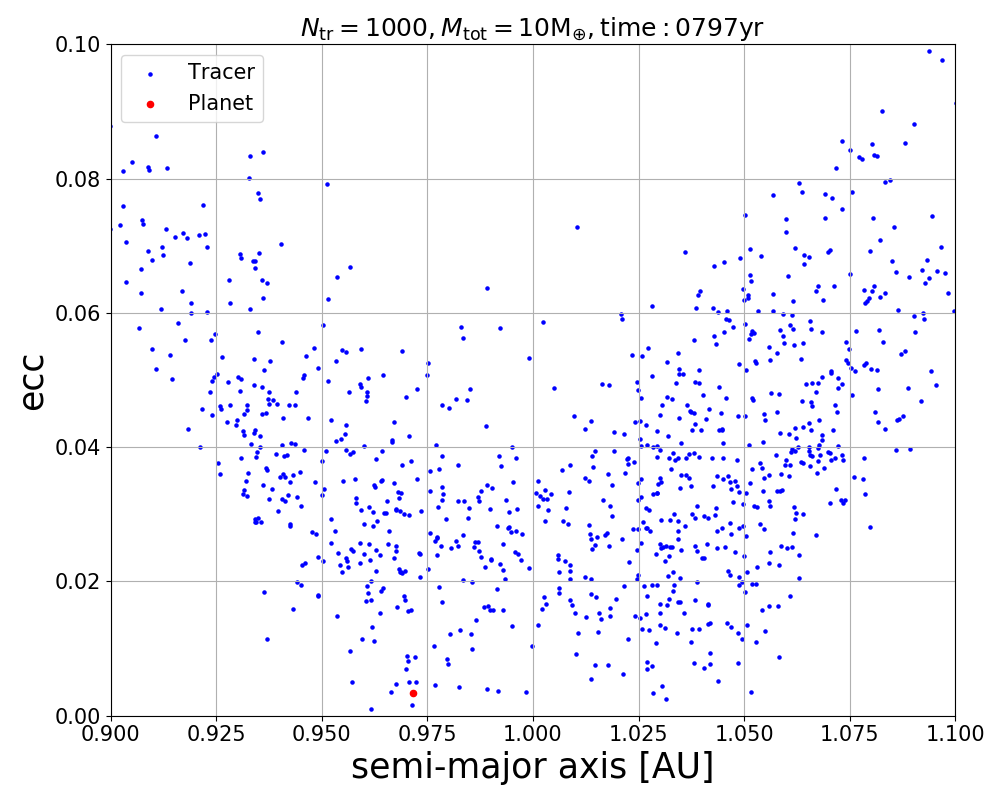 N_tr = 1000, M_tot = 10M_⊕, time : 0797yr
Tracer
Planet
0.10
0.08
0.06
0.04
0.02
0.00
ecc
0.900 0.925 0.950 0.975 1.000 1.025 1.050 1.075 1.100
semi-major axis [AU]